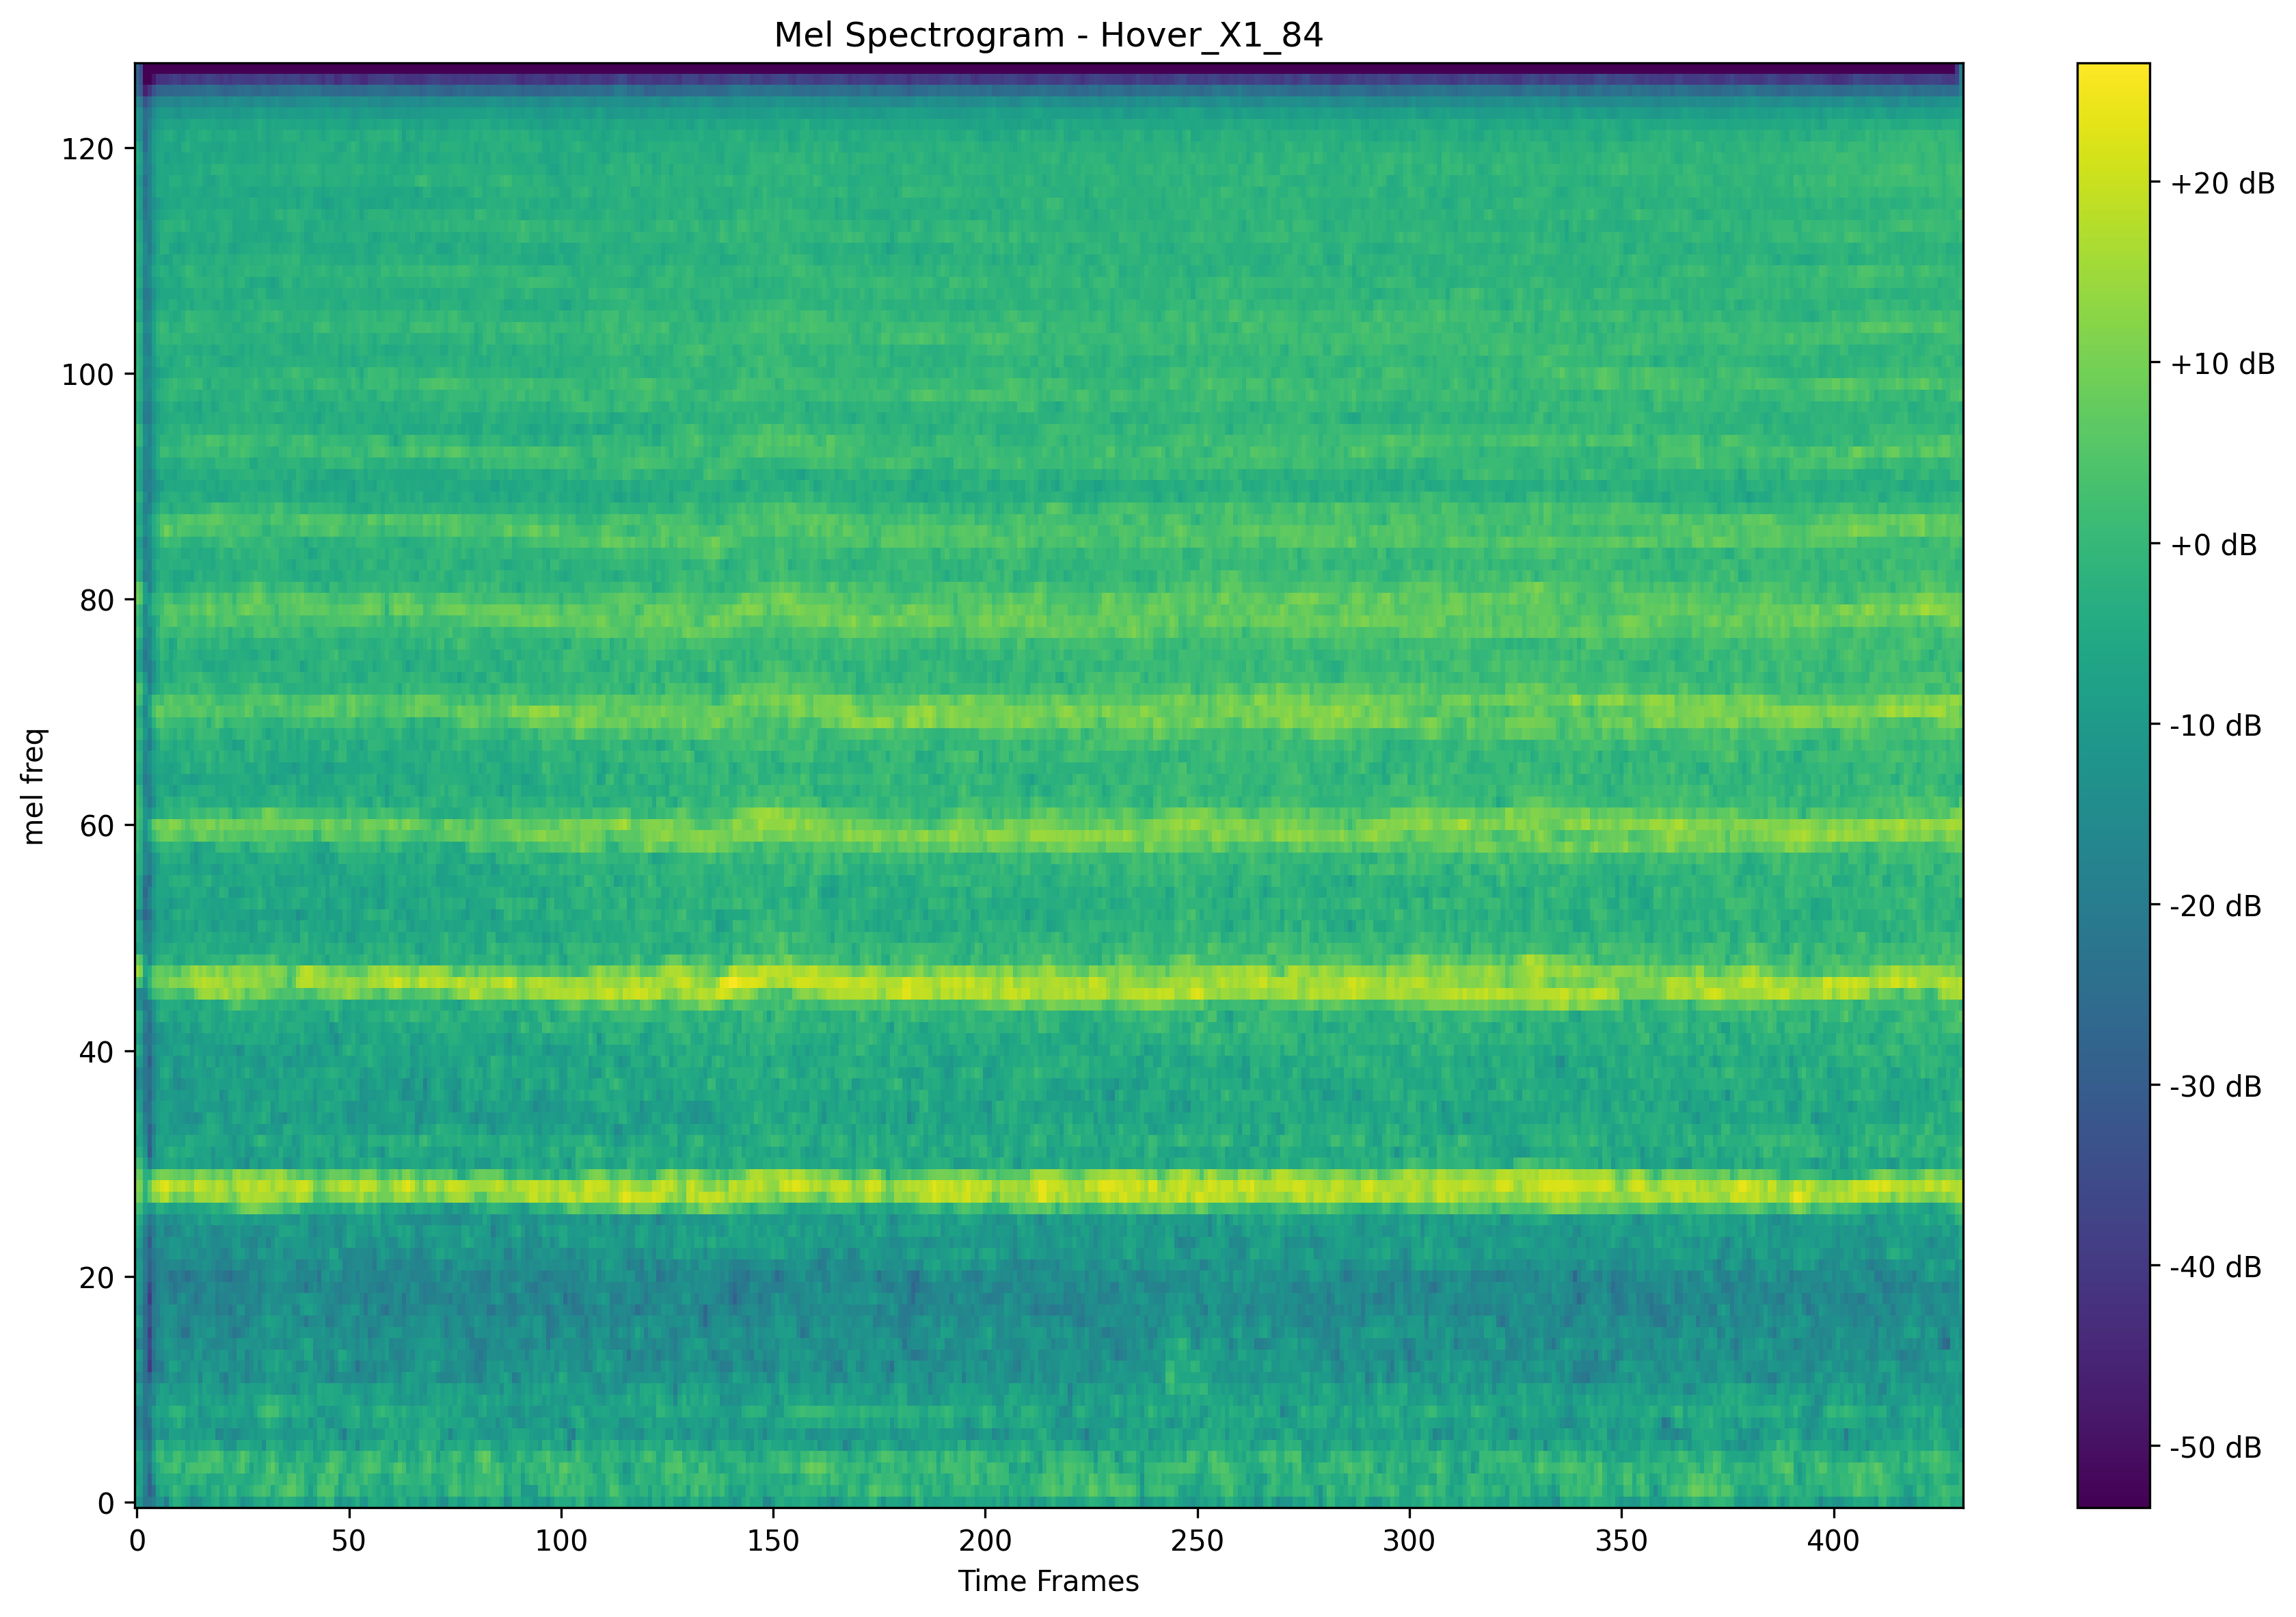 Mel Spectrogram - Hover_X1_84
mel freq
120
100
80
60
40
20
0
0 50 100 150 200 250 300 350 400
Time Frames
+20 dB
+10 dB
+0 dB
-10 dB
-20 dB
-30 dB
-40 dB
-50 dB